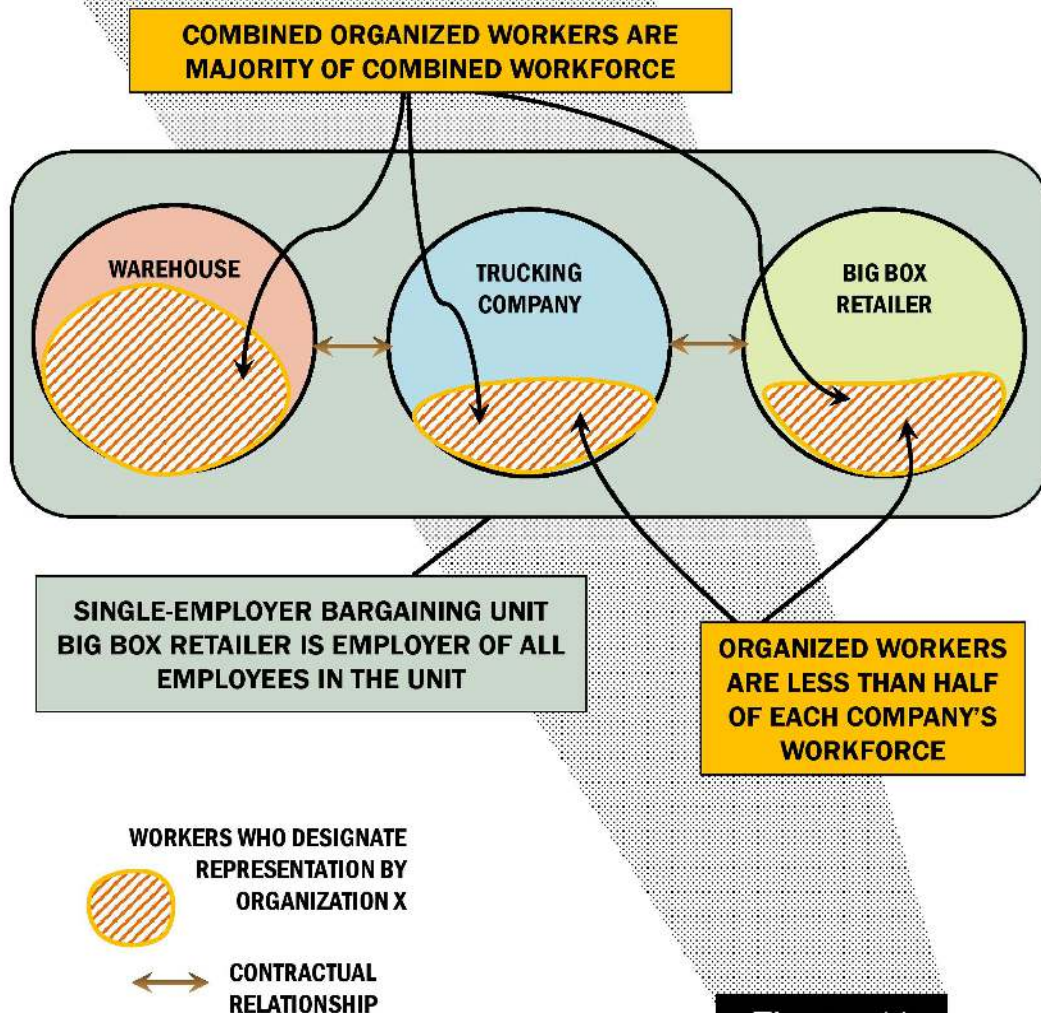 COMBINED ORGANIZED WORKERS ARE
MAJORITY OF COMBINED WORKFORCE
WAREHOUSE
TRUCKING
COMPANY
BIG BOX
RETAILER
SINGLE-EMPLOYER BARGAINING UNIT
BIG BOX RETAILER IS EMPLOYER OF ALL
EMPLOYEES IN THE UNIT
ORGANIZED WORKERS
ARE LESS THAN HALF
OF EACH COMPANY'S
WORKFORCE
WORKERS WHO DESIGNATE
REPRESENTATION BY
ORGANIZATION X
CONTRACTUAL
RELATIONSHIP